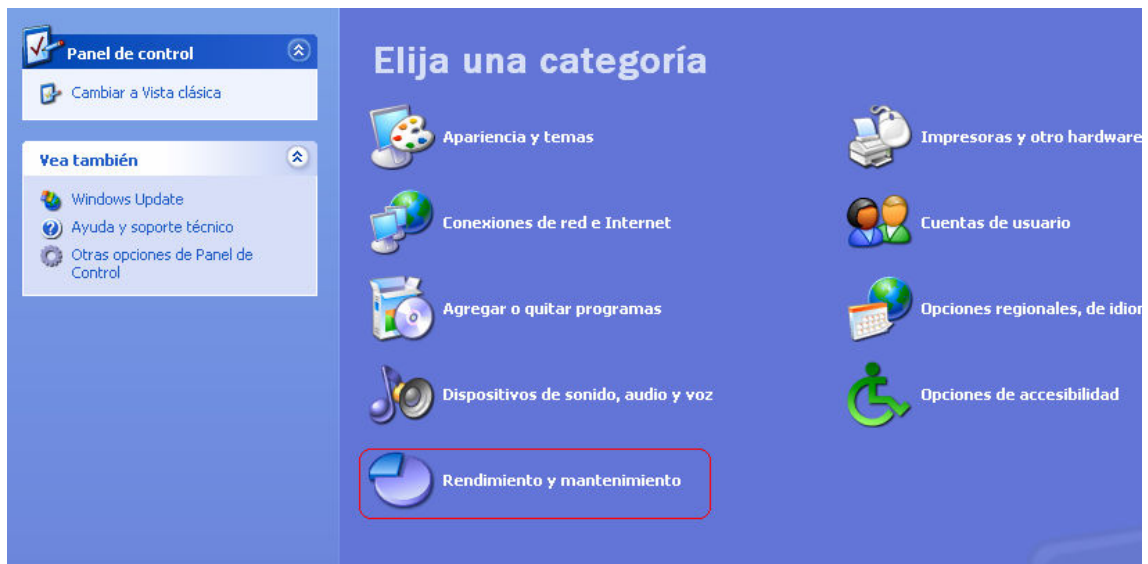 Panel de control
Cambiar a Vista clásica
Vea también
Windows Update
Ayuda y soporte técnico
Otras opciones de Panel de
Control
Elija una categoría
Apariencia y temas
Impresoras y otro hardware
Conexiones de red e Internet
Cuentas de usuario
Agregar o quitar programas
Opciones regionales, de
Dispositivos de sonido, audio y voz
Opciones de accesibilidad
Rendimiento y mantenimiento